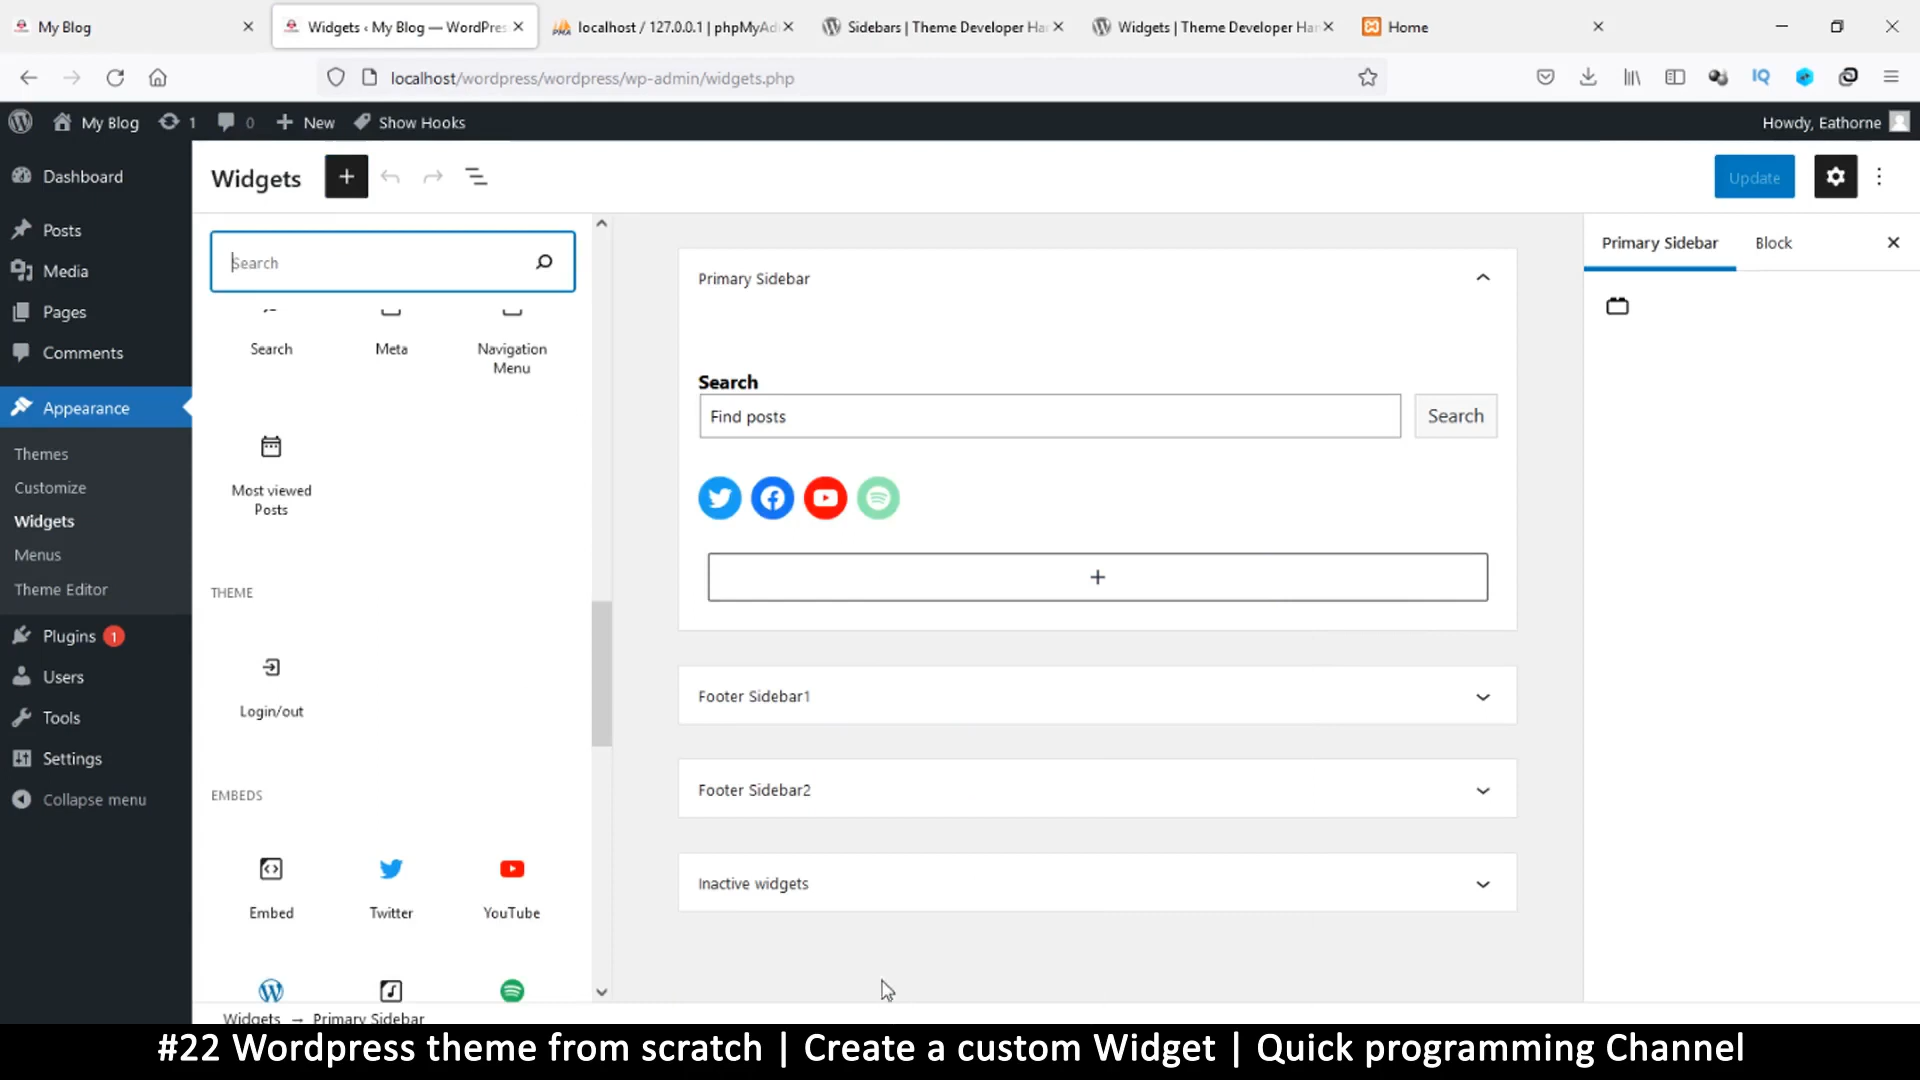 My Blog
Widgets ‹ My Blog — WordPres
localhost / 127.0.0.1 | phpMyAd
Sidebars | Theme Developer Han
Widgets | Theme Developer Han
Home
localhost/wordpress/wordpress/wp-admin/widgets.php
IQ
My Blog
1
0
New
Show Hooks
Howdy, Eathorne
Dashboard
Posts
Media
Pages
Comments
Appearance
Themes
Customize
Widgets
Menus
Theme Editor
Plugins 1
Users
Tools
Settings
Collapse menu
Widgets
Update
Search
Search
Meta
Navigation
Menu
Most viewed
Posts
THEME
Login/out
EMBEDS
Embed
Twitter
YouTube
Widgets → Primary Sidebar
Primary Sidebar
Search
Find posts
Search
Footer Sidebar1
Footer Sidebar2
Inactive widgets
Primary Sidebar
Block
#22 Wordpress theme from scratch | Create a custom Widget | Quick programming Channel